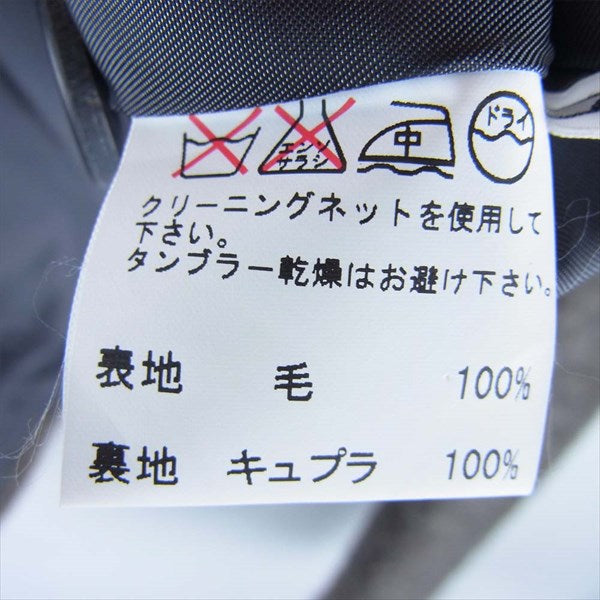 エンソ
サラシ
中
ドライ
クリーニングネットを使用して
下さい。
タンブラー乾燥はお避け下さい。
表地 毛 100%
裏地 キュプラ 100%